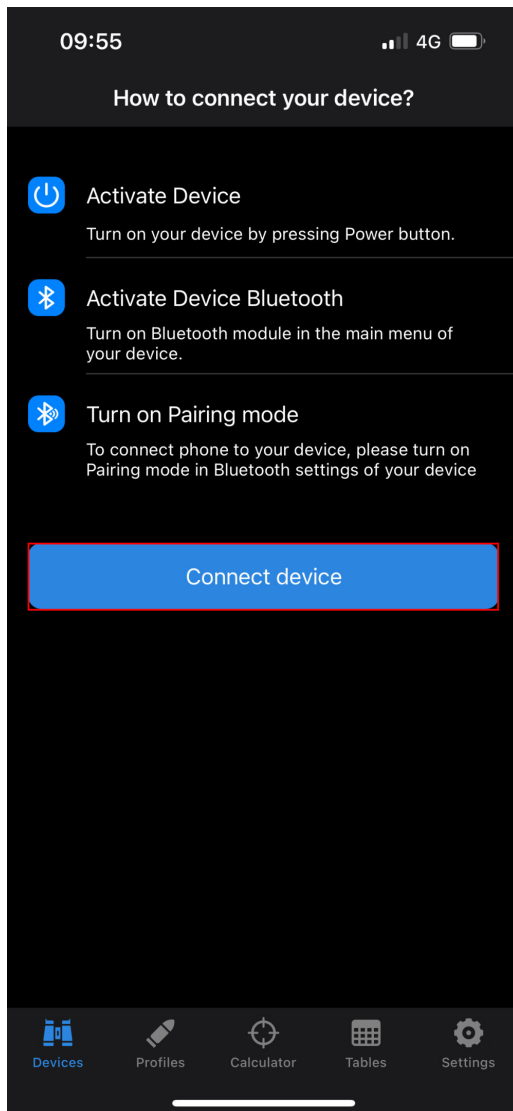 09:55 4G
How to connect your device?
Activate Device
Turn on your device by pressing Power button.
Activate Device Bluetooth
Turn on Bluetooth module in the main menu of
your device.
Turn on Pairing mode
To connect phone to your device, please turn on
Pairing mode in Bluetooth settings of your device
Connect device
Devices Profiles Calculator Tables Settings